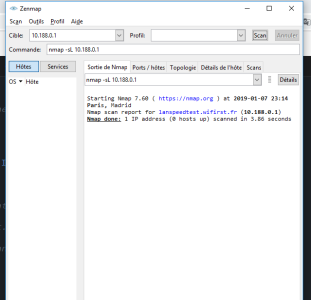 Zenmap
Scan Outils Profil Aide
Cible: 10.188.0.1 Profil: Scan Annuler
Commande: nmap -sL 10.188.0.1
Hôtes Services Sortie de Nmap Ports / hôtes Topologie Détails de l'hôte Scans
OS Hôte nmap -sL 10.188.0.1 Détails
Starting Nmap 7.60 ( https://nmap.org ) at 2019-01-07 23:14
Paris, Madrid
Nmap scan report for lanspeedtest.wifirst.fr (10.188.0.1)
Nmap done: 1 IP address (0 hosts up) scanned in 3.86 seconds